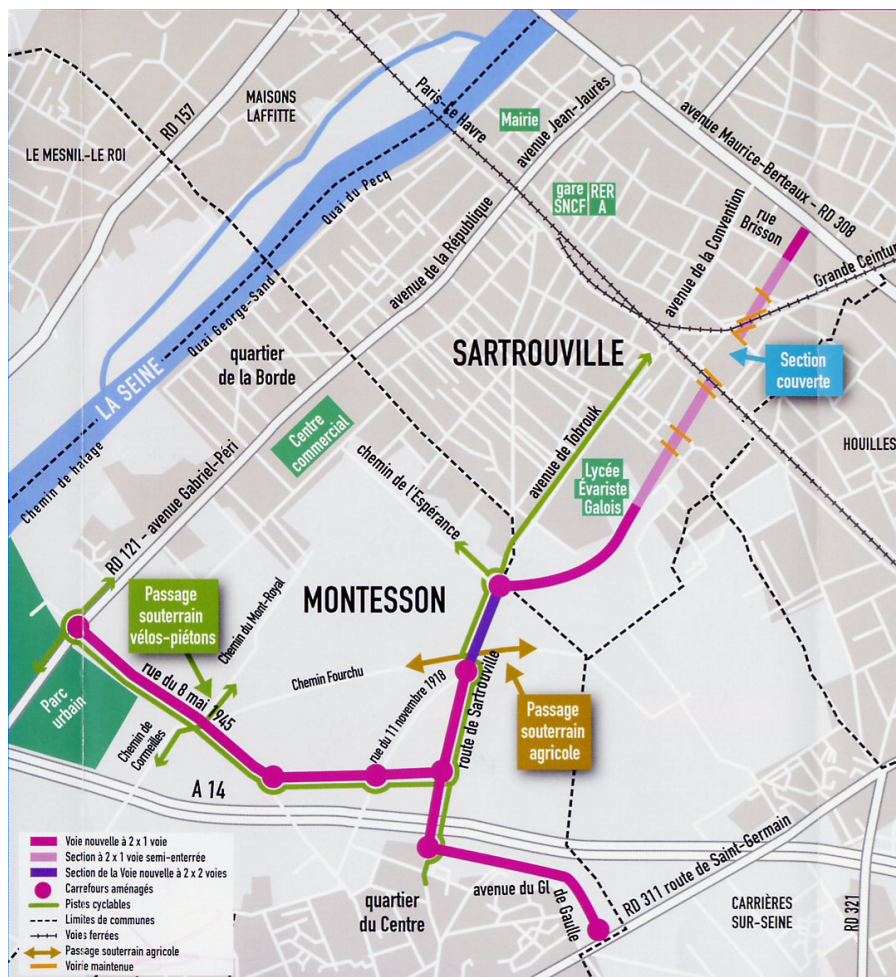 RD 157
MAISONS
LAFFITTE
LE MESNIL-LE ROI
Paris-Le Havre
Mairie
avenue Jean-Jaurès
avenue Maurice-Berteaux - RD 308
Quai du Pecq
gare
SNCF
RER
A
avenue de la Convention
rue
Brisson
Grande Ceinture
avenue de la République
Quai George-Sand
LA SEINE
quartier
de la Borde
SARTROUVILLE
Section
couverte
Centre
commercial
avenue de Tobrouk
HOUILLES
Chemin de halage
RD 121 - avenue Gabriel-Péri
chemin de l'Espérance
Lycée
Évariste
Galois
Passage
souterrain
vélos-piétons
MONTESSON
Chemin du Mont-Royal
Parc
urbain
rue du 8 mai 1945
Chemin Fourchu
rue du 11 novembre 1918
route de Sartrouville
Passage
souterrain
agricole
Chemin de
Cormeilles
A 14
Voie nouvelle à 2 x 1 voie
Section à 2 x 1 voie semi-enterrée
Section de la Voie nouvelle à 2 x 2 voies
Carrefours aménagés
Pistes cyclables
Limites de communes
Voies ferrées
Passage souterrain agricole
Voirie maintenue
quartier
du Centre
avenue du Gl
de Gaulle
RD 311 route de Saint-Germain
CARRIÈRES
SUR-SEINE
RD 321